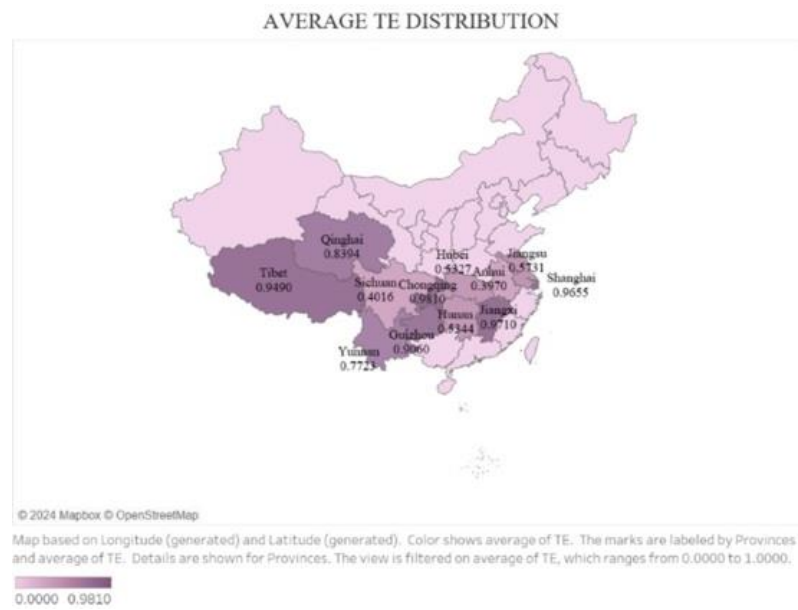 AVERAGE TE DISTRIBUTION
Qinghai
0.8394
Tibet
0.9490
Sichuan
0.4016
Chongqing
0.9810
Hubei
0.5327
Anhui
0.3970
Jiangsu
0.5731
Shanghai
0.9655
Hunan
0.5344
Jiangxi
0.9710
Guizhou
0.9060
Yunnan
0.7723
© 2024 Mapbox © OpenStreetMap
Map based on Longitude (generated) and Latitude (generated). Color shows average of TE. The marks are labeled by Provinces
and average of TE. Details are shown for Provinces. The view is filtered on average of TE, which ranges from 0.0000 to 1.0000.
0.0000 0.9810